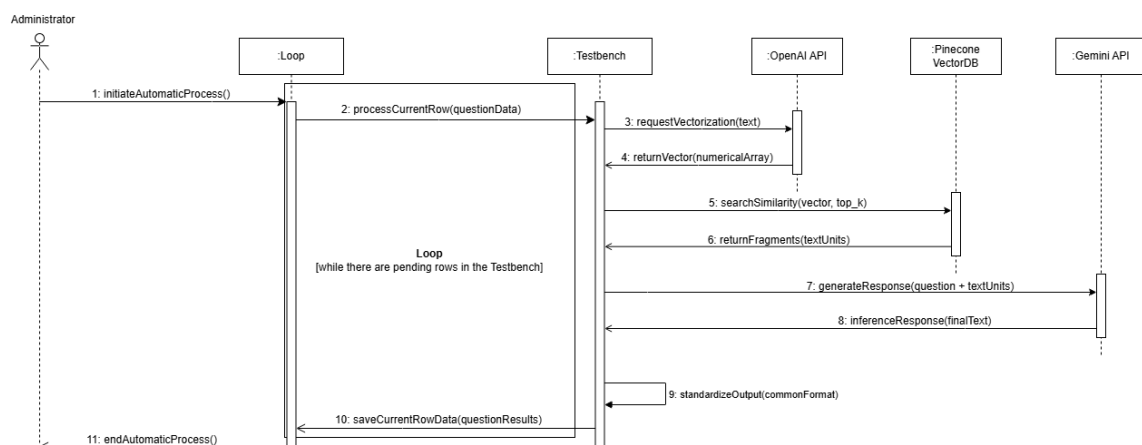 Administrator
:Loop
:Testbench
:OpenAI API
:Pinecone
VectorDB
:Gemini API
1: initiateAutomaticProcess()
2: processCurrentRow(questionData)
3: requestVectorization(text)
4: returnVector(numericalArray)
5: searchSimilarity(vector, top_k)
6: returnFragments(textUnits)
Loop
[while there are pending rows in the Testbench]
7: generateResponse(question + textUnits)
8: inferenceResponse(finalText)
9: standardizeOutput(commonFormat)
10: saveCurrentRowData(questionResults)
11: endAutomaticProcess()